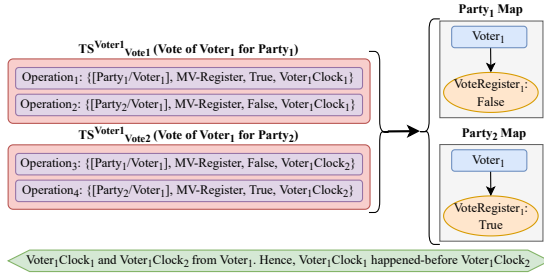 TS^Voter1_Vote1 (Vote of Voter₁ for Party₁)
Operation₁: {[Party₁/Voter₁], MV-Register, True, Voter₁Clock₁}
Operation₂: {[Party₂/Voter₁], MV-Register, False, Voter₁Clock₁}
TS^Voter1_Vote2 (Vote of Voter₁ for Party₂)
Operation₃: {[Party₁/Voter₁], MV-Register, False, Voter₁Clock₂}
Operation₄: {[Party₂/Voter₁], MV-Register, True, Voter₁Clock₂}
Party₁ Map
Voter₁
VoteRegister₁:
False
Party₂ Map
Voter₁
VoteRegister₁:
True
Voter₁Clock₁ and Voter₁Clock₂ from Voter₁. Hence, Voter₁Clock₁ happened-before Voter₁Clock₂